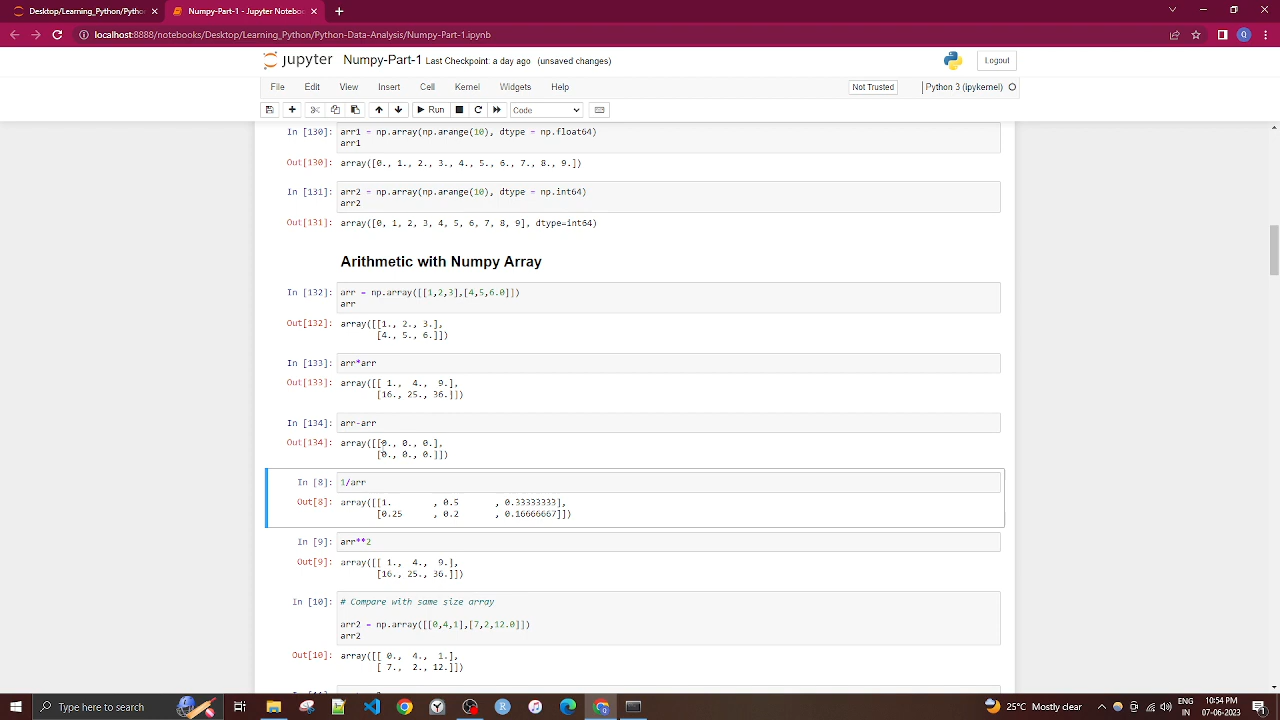 Desktop/Learning_Python/Python
Numpy-Part-1 - Jupyter Notebook
localhost:8888/notebooks/Desktop/Learning_Python/Python-Data-Analysis/Numpy-Part-1.ipynb
Q
jupyter Numpy-Part-1 Last Checkpoint: a day ago (unsaved changes)
Logout
File Edit View Insert Cell Kernel Widgets Help
Not Trusted
Python 3 (ipykernel)
Run
Code
In [130]: arr1 = np.array(np.arange(10), dtype = np.float64)
arr1
Out[130]: array([0., 1., 2., 3., 4., 5., 6., 7., 8., 9.])
In [131]: arr2 = np.array(np.arange(10), dtype = np.int64)
arr2
Out[131]: array([0, 1, 2, 3, 4, 5, 6, 7, 8, 9], dtype=int64)
Arithmetic with Numpy Array
In [132]: arr = np.array([[1,2,3],[4,5,6.0]])
arr
Out[132]: array([[1., 2., 3.],
[4., 5., 6.]])
In [133]: arr*arr
Out[133]: array([[ 1., 4., 9.],
[16., 25., 36.]])
In [134]: arr-arr
Out[134]: array([[0., 0., 0.],
[0., 0., 0.]])
In [8]: 1/arr
Out[8]: array([[1. , 0.5 , 0.33333333],
[0.25 , 0.2 , 0.16666667]])
In [9]: arr**2
Out[9]: array([[ 1., 4., 9.],
[16., 25., 36.]])
In [10]: # Compare with same size array
arr2 = np.array([[0,4,1],[7,2,12.0]])
arr2
Out[10]: array([[ 0., 4., 1.],
[ 7., 2., 12.]])
Type here to search
25°C Mostly clear
ENG
IN
10:54 PM
07-06-2023